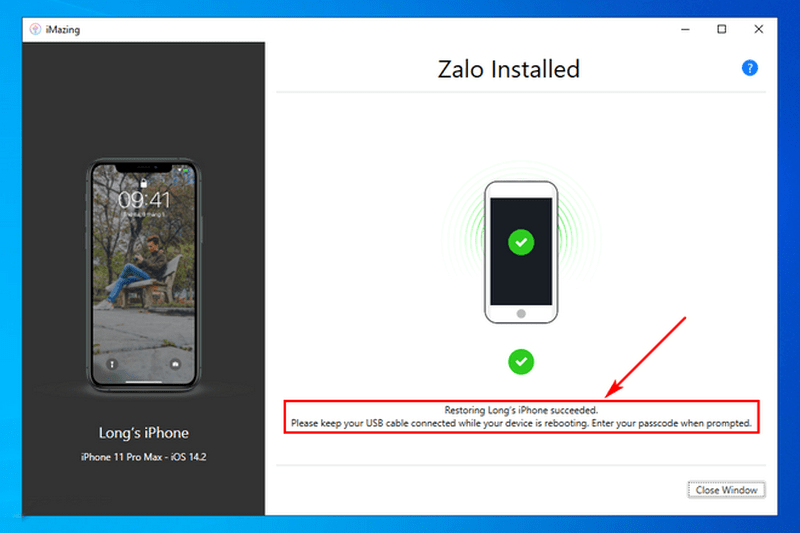 iMazing
Zalo Installed
?
09:41
Restoring Long's iPhone succeeded.
Please keep your USB cable connected while your device is rebooting. Enter your passcode when prompted.
Long's iPhone
iPhone 11 Pro Max - iOS 14.2
Close Window